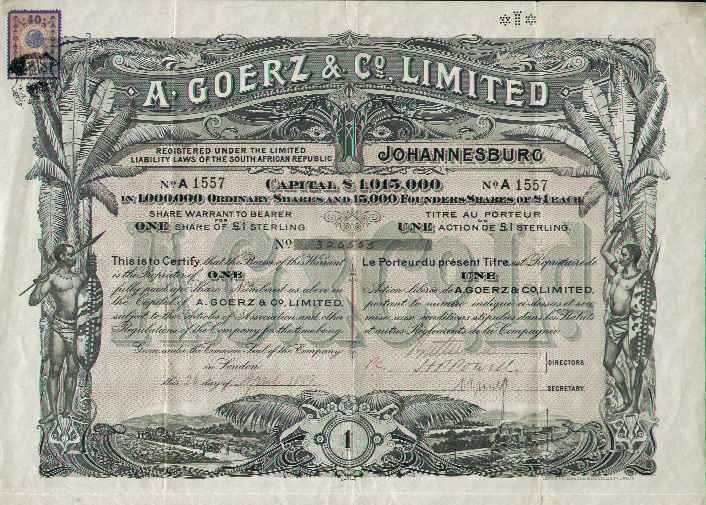 A. GOERZ & Co. LIMITED
REGISTERED UNDER THE LIMITED
LIABILITY LAWS OF THE SOUTH AFRICAN REPUBLIC
JOHANNESBURG
No A 1557
CAPITAL £1,015,000
No A 1557
IN 1,000,000 ORDINARY SHARES AND 15,000 FOUNDERS SHARES OF £1 EACH
SHARE WARRANT TO BEARER
FOR
ONE SHARE OF £1 STERLING.
TITRE AU PORTEUR
UNE ACTION DE £1 STERLING.
No
This is to Certify that the Bearer of this Warrant
is the Proprietor of ONE
fully paid up Share Numbered as above in
the Capital of A. GOERZ & CO. LIMITED.
subject to the Articles of Association and other
Regulations of the Company for the time being.
Given under the Common Seal of the Company
in London
this day of
Le Porteur du présent Titre est Propriétaire de
UNE
Action libérée de A. GOERZ & CO, LIMITED.
portant le numéro indiqué ci-dessus et sou-
mise aux conditions stipulées dans les Statuts
et autres Règlements de la Compagnie.
DIRECTORS.
SECRETARY.
1